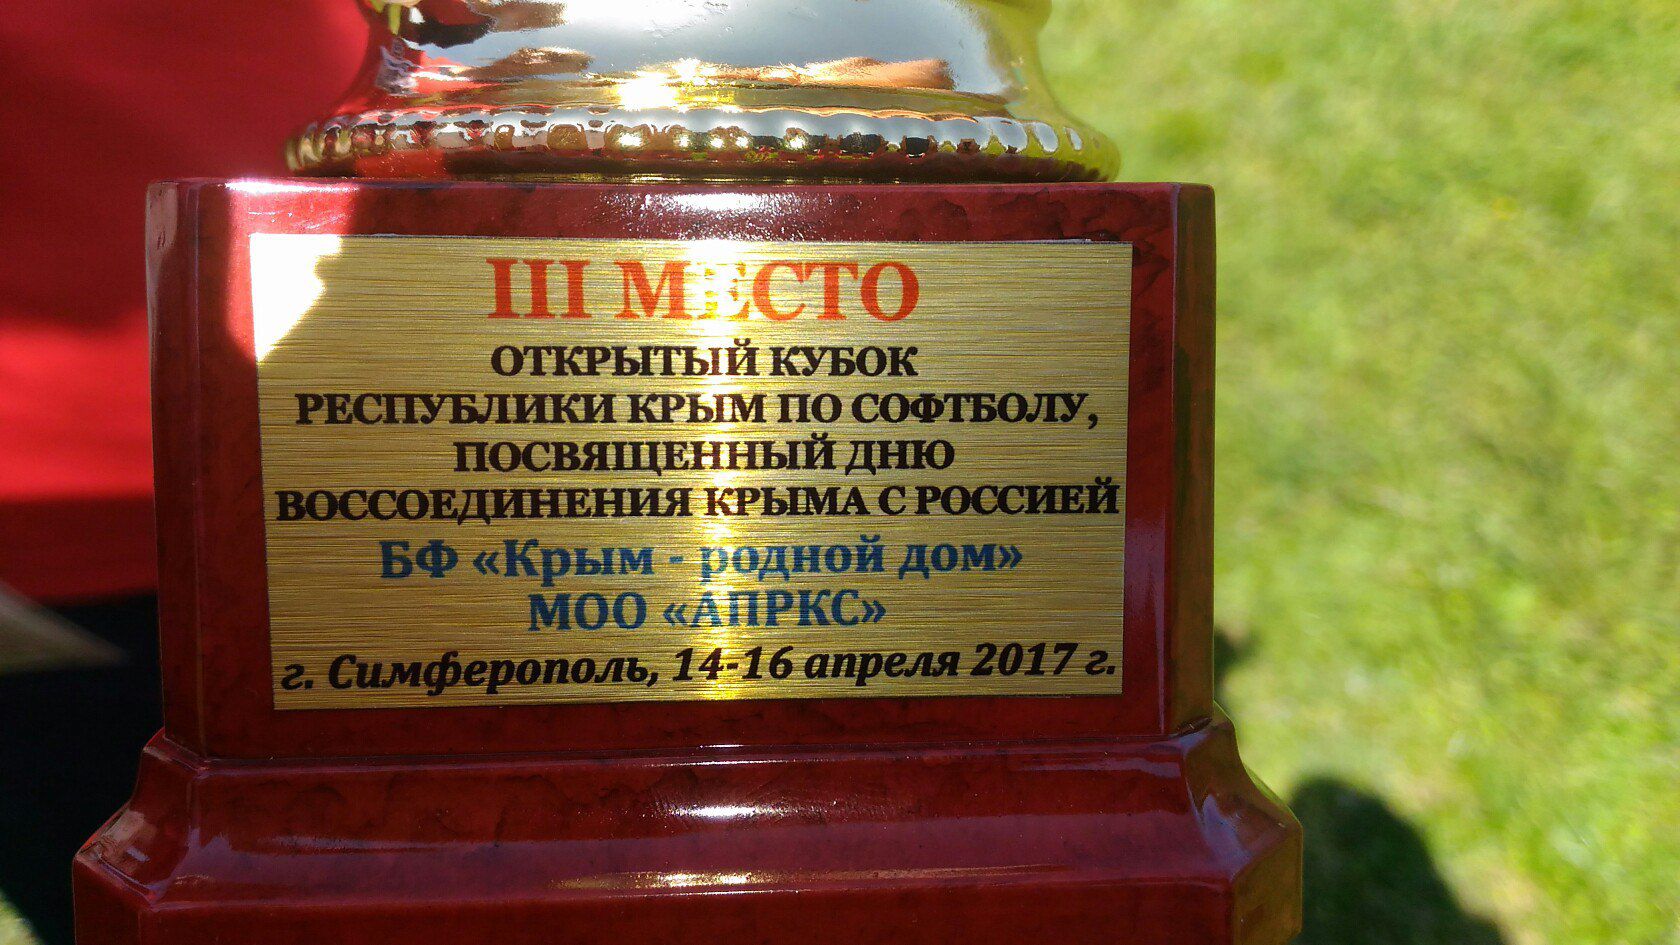 III МЕСТО
ОТКРЫТЫЙ КУБОК
РЕСПУБЛИКИ КРЫМ ПО СОФТБОЛУ,
ПОСВЯЩЕННЫЙ ДНЮ
ВОССОЕДИНЕНИЯ КРЫМА С РОССИЕЙ
БФ «Крым - родной дом»
МОО «АПРКС»
г. Симферополь, 14-16 апреля 2017 г.